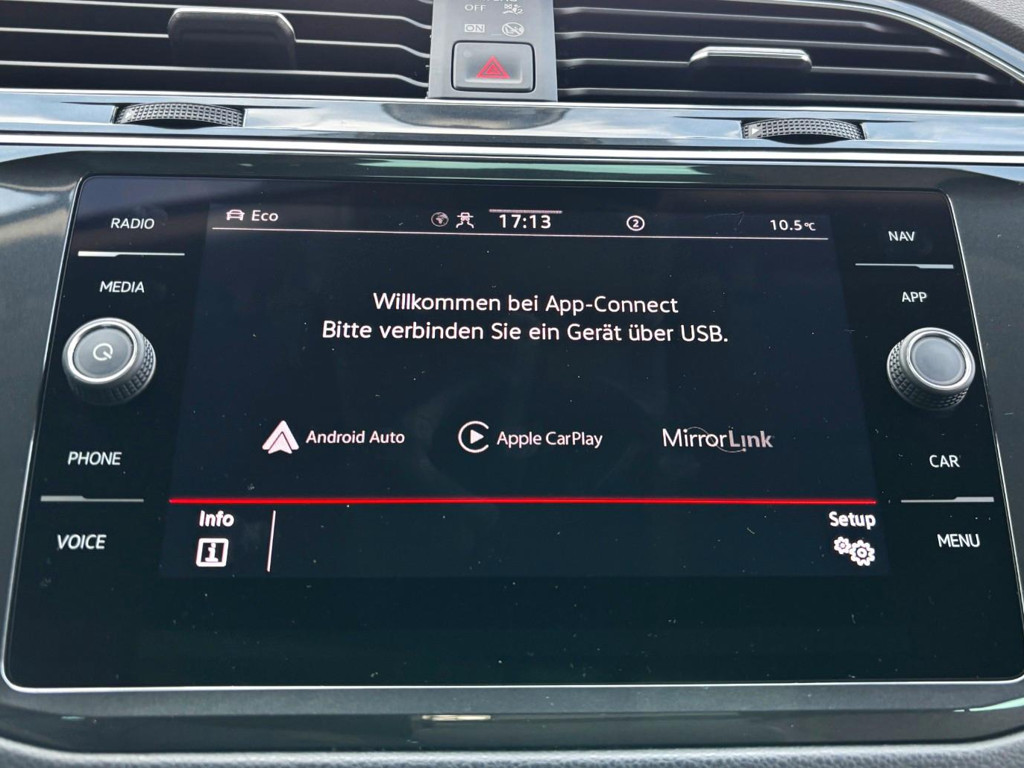 OFF
ON
RADIO
MEDIA
PHONE
VOICE
Eco
17:13
2
10.5°C
Willkommen bei App-Connect
Bitte verbinden Sie ein Gerät über USB.
Android Auto
Apple CarPlay
MirrorLink
Info
Setup
NAV
APP
CAR
MENU